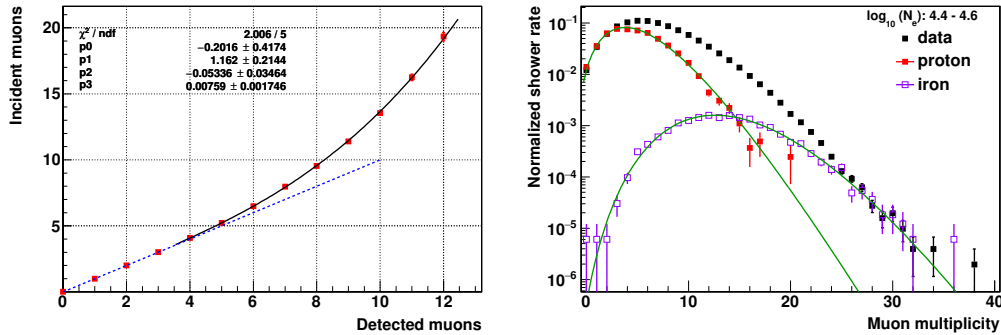 Incident muons
20
15
10
5
χ² / ndf 2.006 / 5
p0 −0.2016 ± 0.4174
p1 1.162 ± 0.2144
p2 −0.05336 ± 0.03464
p3 0.00759 ± 0.001746
0 2 4 6 8 10 12
Detected muons
Normalized shower rate
10⁻¹
10⁻²
10⁻³
10⁻⁴
10⁻⁵
10⁻⁶
log₁₀ (Nₑ): 4.4 - 4.6
data
proton
iron
0 10 20 30 40
Muon multiplicity